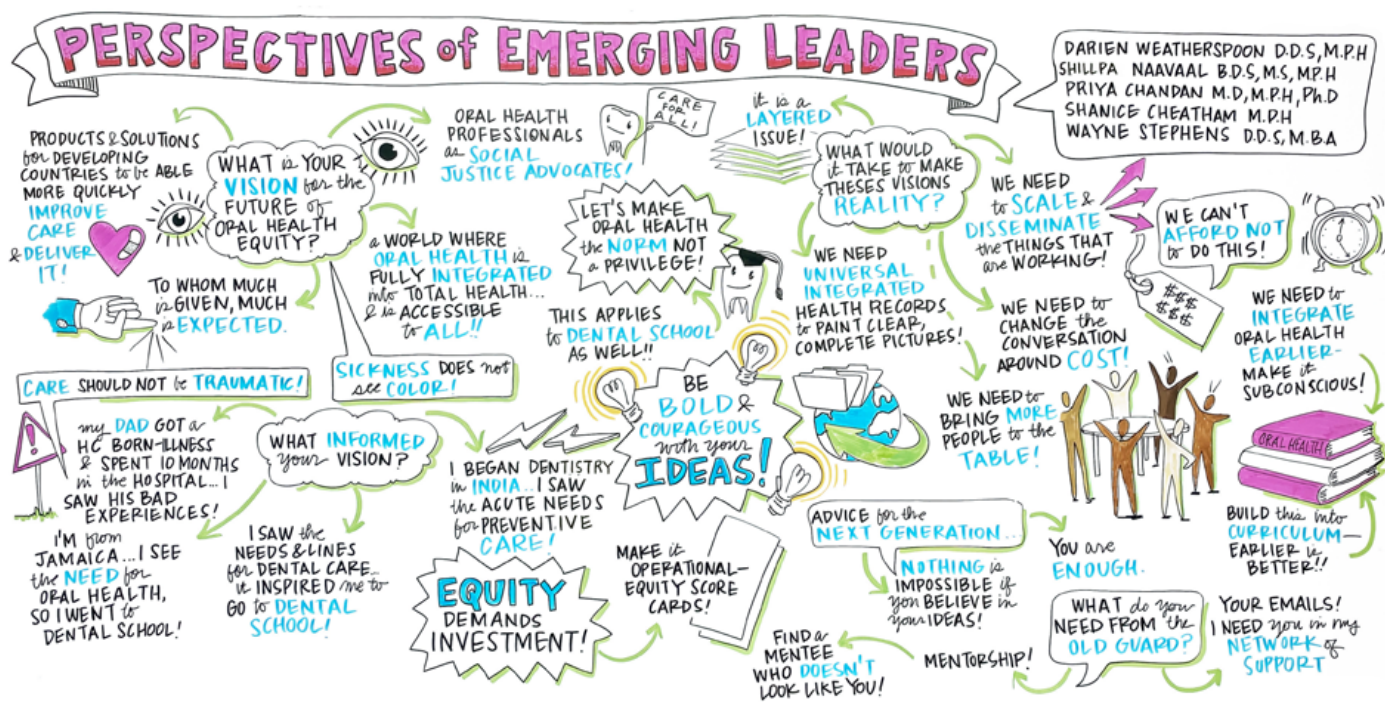 PERSPECTIVES of EMERGING LEADERS
DARIEN WEATHERSPOON D.D.S, M.P.H
SHILLPA NAAVAAL B.D.S, M.S, M.P.H
PRIYA CHANDAN M.D, M.P.H, Ph.D
SHANICE CHEATHAM M.P.H
WAYNE STEPHENS D.D.S, M.B.A
WHAT is YOUR
VISION for the
FUTURE of
ORAL HEALTH
EQUITY?
PRODUCTS & SOLUTIONS
for DEVELOPING
COUNTRIES to be ABLE
MORE QUICKLY
IMPROVE
CARE
& DELIVER
IT!
ORAL HEALTH
PROFESSIONALS
as SOCIAL
JUSTICE ADVOCATES!
CARE
FOR
ALL!
a WORLD WHERE
ORAL HEALTH is
FULLY INTEGRATED
into TOTAL HEALTH...
& is ACCESSIBLE
to ALL!!
TO WHOM MUCH
is GIVEN, MUCH
is EXPECTED.
SICKNESS DOES not
see COLOR!
CARE SHOULD NOT be TRAUMATIC!
LET'S MAKE
ORAL HEALTH
the NORM NOT
a PRIVILEGE!
THIS APPLIES
to DENTAL SCHOOL
AS WELL!!
WHAT INFORMED
your VISION?
my DAD GOT a
HC BORN-ILLNESS
& SPENT 10 MONTHS
in the HOSPITAL... I
SAW HIS BAD
EXPERIENCES!
I'M from
JAMAICA... I SEE
the NEED for
ORAL HEALTH,
SO I WENT to
DENTAL SCHOOL!
I SAW the
NEEDS & LINES
for DENTAL CARE...
it INSPIRED me to
GO to DENTAL
SCHOOL!
I BEGAN DENTISTRY
in INDIA... I SAW
the ACUTE NEEDS
for PREVENTIVE
CARE!
BE
BOLD &
COURAGEOUS
with your
IDEAS!
EQUITY
DEMANDS
INVESTMENT!
MAKE it
OPERATIONAL-
EQUITY SCORE
CARDS!
WHAT WOULD
it TAKE to MAKE
THESES VISIONS
REALITY?
it is a
LAYERED
ISSUE!
WE NEED
UNIVERSAL
INTEGRATED
HEALTH RECORDS
to PAINT CLEAR,
COMPLETE PICTURES!
WE NEED
to SCALE &
DISSEMINATE
the THINGS THAT
are WORKING!
WE NEED to
CHANGE the
CONVERSATION
AROUND COST!
WE CAN'T
AFFORD NOT
to DO THIS!
$$$
$$$
WE NEED to
BRING MORE
PEOPLE to the
TABLE!
WE NEED to
INTEGRATE
ORAL HEALTH
EARLIER-
MAKE it
SUBCONSCIOUS!
ORAL HEALTH
BUILD this into
CURRICULUM-
EARLIER is
BETTER!!
ADVICE for the
NEXT GENERATION...
NOTHING is
IMPOSSIBLE if
you BELIEVE in
your IDEAS!
YOU are
ENOUGH.
WHAT do you
NEED FROM the
OLD GUARD?
MENTORSHIP!
FIND a
MENTEE
WHO DOESN'T
LOOK LIKE YOU!
YOUR EMAILS!
I NEED you in my
NETWORK of
SUPPORT